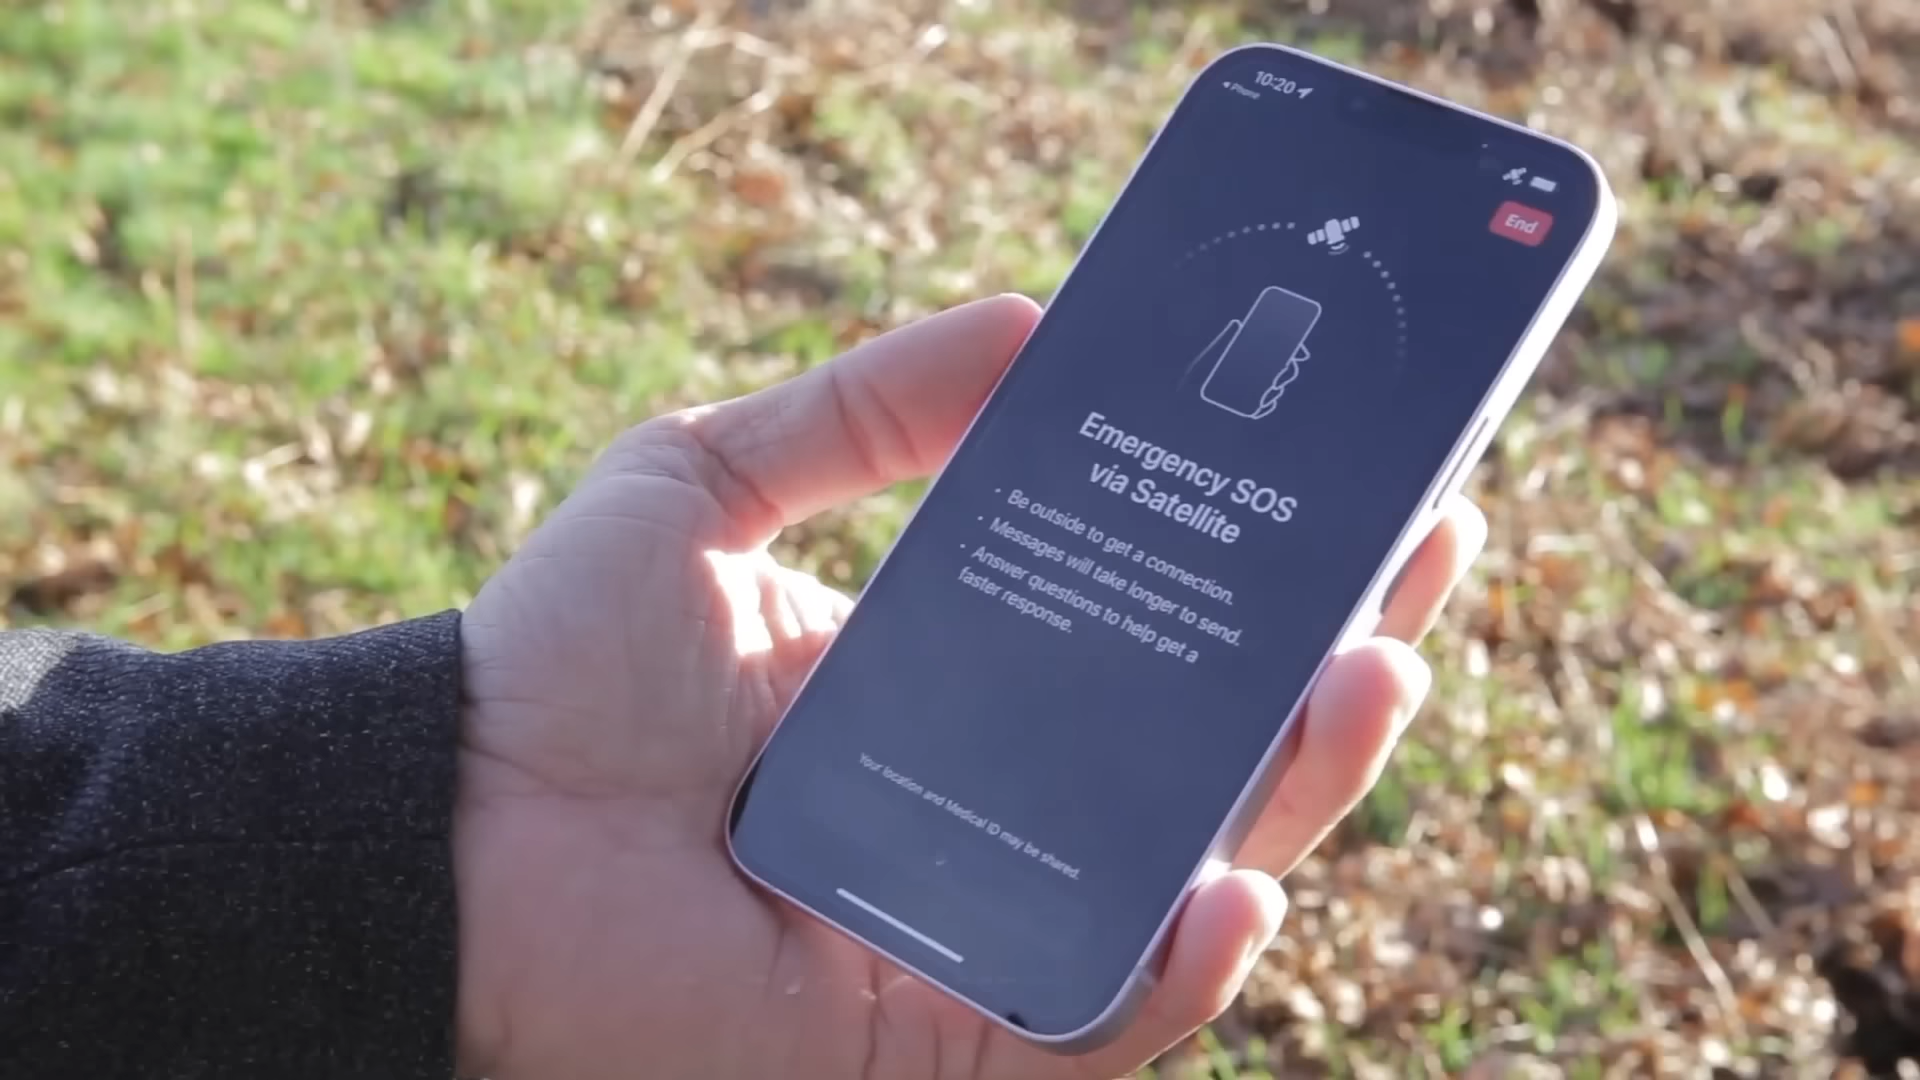 10:20
◂ Phone
End
Emergency SOS
via Satellite
• Be outside to get a connection.
• Messages will take longer to send.
• Answer questions to help get a
faster response.
Your location and Medical ID may be shared.